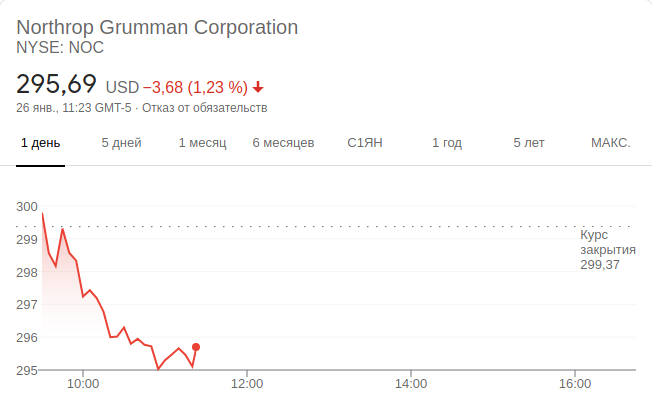 Northrop Grumman Corporation
NYSE: NOC
295,69 USD −3,68 (1,23 %)
26 янв., 11:23 GMT-5 · Отказ от обязательств
1 день 5 дней 1 месяц 6 месяцев С1ЯН 1 год 5 лет МАКС.
300
299
298
297
296
295
Курс
закрытия
299,37
10:00 12:00 14:00 16:00